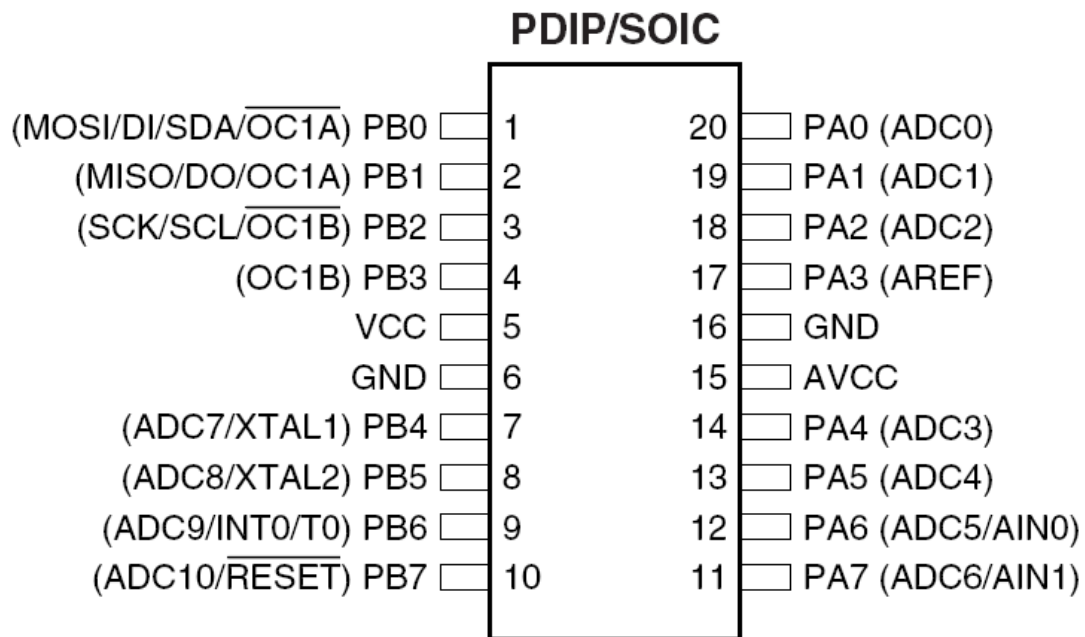 PDIP/SOIC
(MOSI/DI/SDA/O̅C̅1̅A̅) PB0 1 20 PA0 (ADC0)
(MISO/DO/OC1A) PB1 2 19 PA1 (ADC1)
(SCK/SCL/O̅C̅1̅B̅) PB2 3 18 PA2 (ADC2)
(OC1B) PB3 4 17 PA3 (AREF)
VCC 5 16 GND
GND 6 15 AVCC
(ADC7/XTAL1) PB4 7 14 PA4 (ADC3)
(ADC8/XTAL2) PB5 8 13 PA5 (ADC4)
(ADC9/INT0/T0) PB6 9 12 PA6 (ADC5/AIN0)
(ADC10/R̅E̅S̅E̅T̅) PB7 10 11 PA7 (ADC6/AIN1)